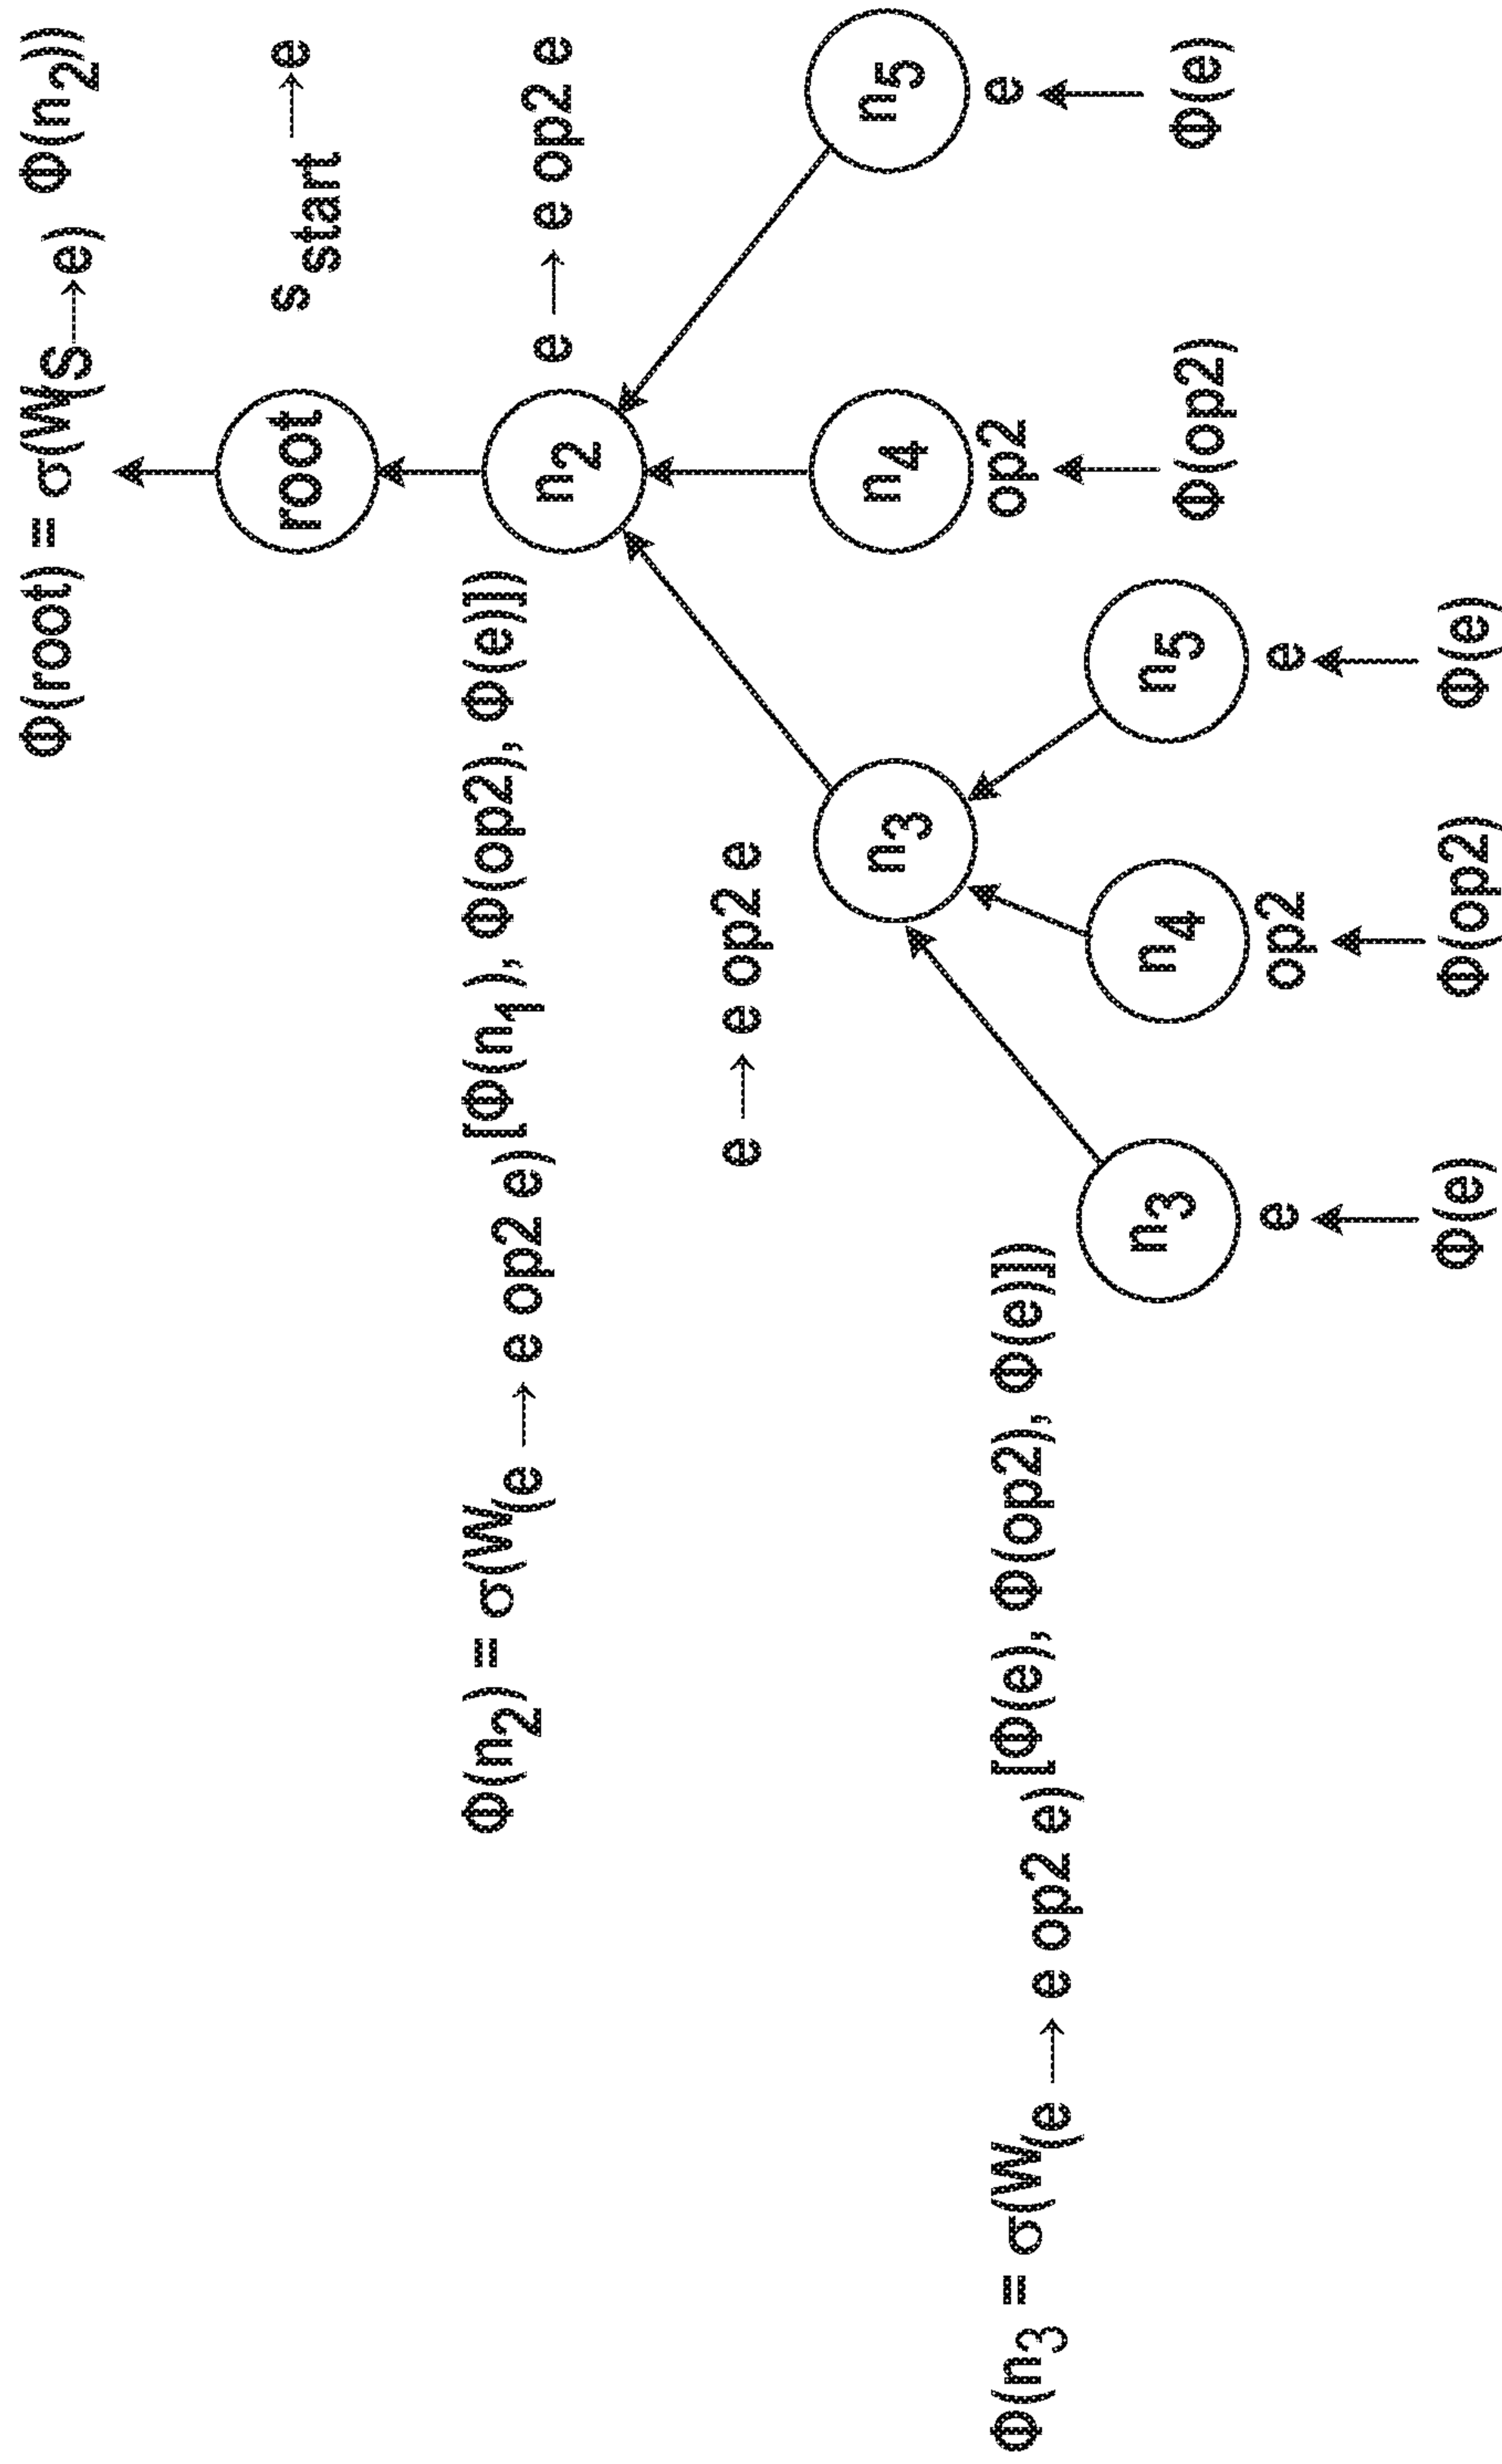 Φ(root) = σ(W(S→e) Φ(n2))
root
Sstart → e
Φ(n2) = σ(W(e → e op2 e)[Φ(n1), Φ(op2), Φ(e)])
n2
e → e op2 e
e → e op2 e
n3
n4
op2
Φ(op2)
n5
e
Φ(e)
Φ(n3 = σ(W(e → e op2 e)[Φ(e), Φ(op2), Φ(e)])
n3
e
Φ(e)
n4
op2
Φ(op2)
n5
e
Φ(e)